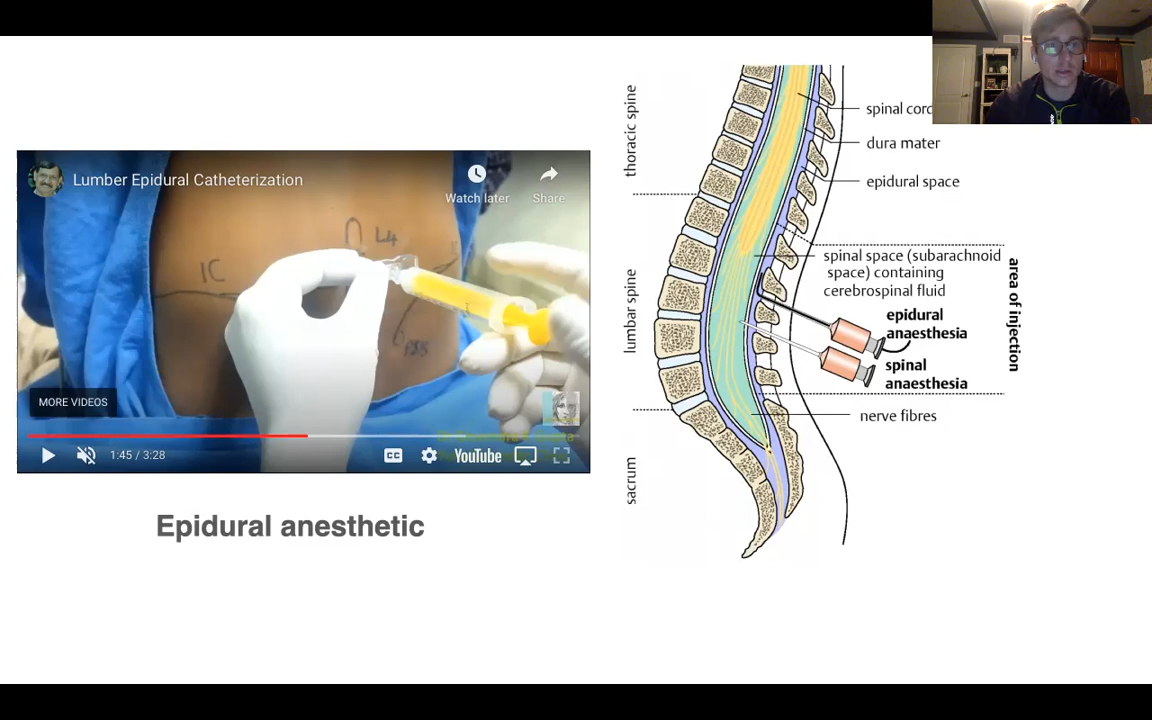 Lumber Epidural Catheterization
Watch later
Share
L4
IC
MORE VIDEOS
1:45 / 3:28
CC
YouTube
Epidural anesthetic
thoracic spine
lumbar spine
sacrum
spinal
dura mater
epidural space
spinal space (subarachnoid
space) containing
cerebrospinal fluid
epidural
anaesthesia
spinal
anaesthesia
nerve fibres
area of injection